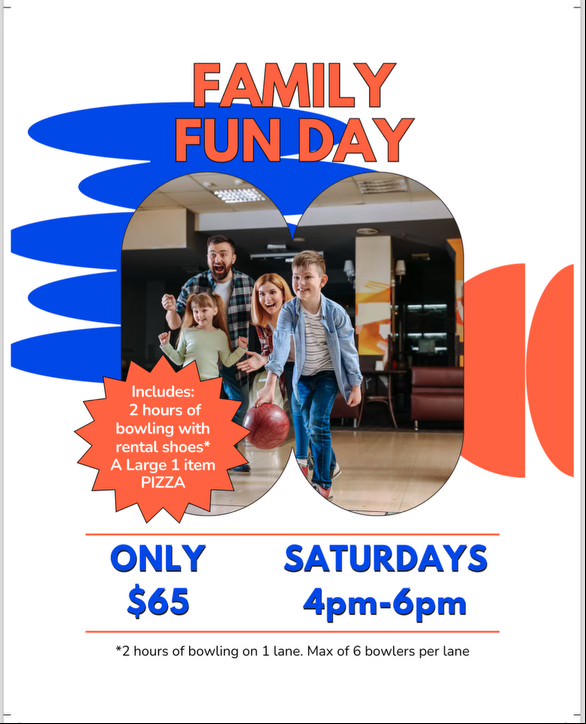 FAMILY
FUN DAY
Includes:
2 hours of
bowling with
rental shoes*
A Large 1 item
PIZZA
ONLY
$65
SATURDAYS
4pm-6pm
*2 hours of bowling on 1 lane. Max of 6 bowlers per lane